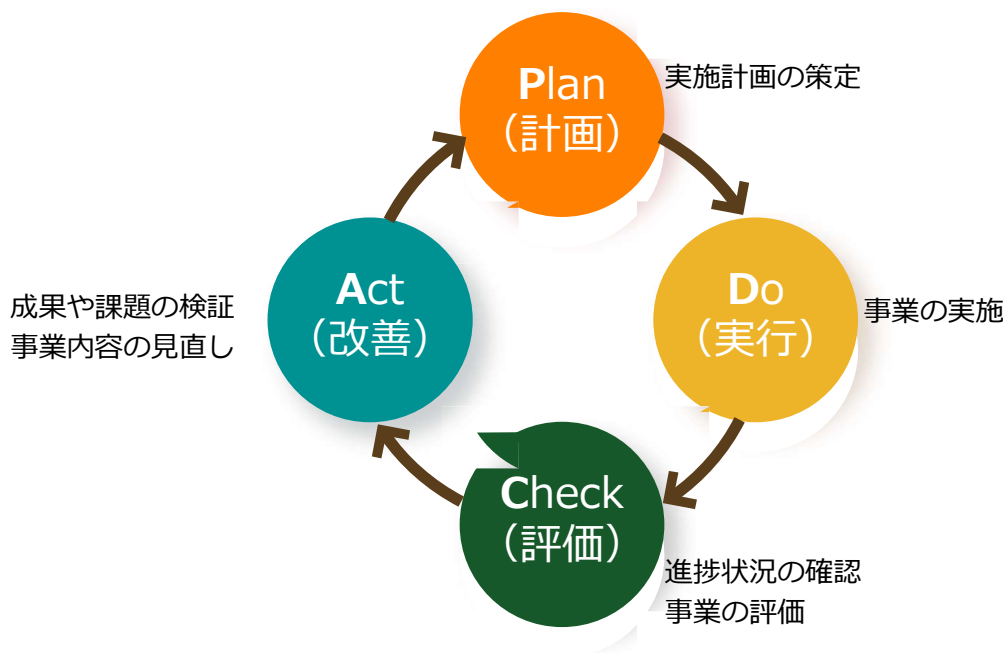 Plan
（計画）
実施計画の策定
Do
（実行）
事業の実施
Check
（評価）
進捗状況の確認
事業の評価
Act
（改善）
成果や課題の検証
事業内容の見直し